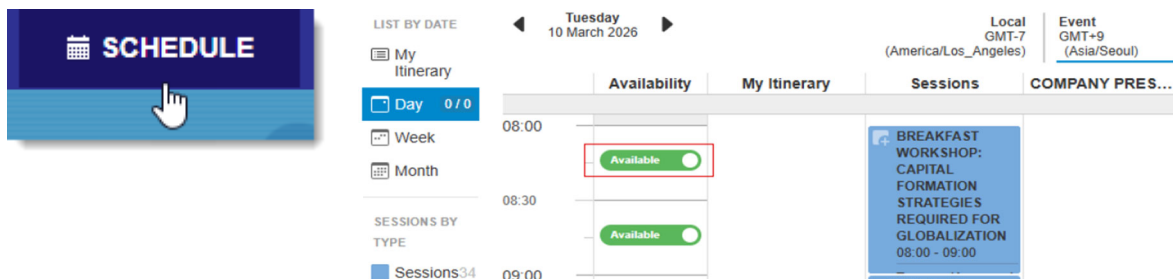 SCHEDULE
LIST BY DATE
My
Itinerary
Day 0 / 0
Week
Month
SESSIONS BY
TYPE
Sessions34
Tuesday
10 March 2026
Local
GMT-7
(America/Los_Angeles)
Event
GMT+9
(Asia/Seoul)
Availability My Itinerary Sessions COMPANY PRES...
08:00
Available
08:30
Available
09:00
BREAKFAST
WORKSHOP:
CAPITAL
FORMATION
STRATEGIES
REQUIRED FOR
GLOBALIZATION
08:00 - 09:00